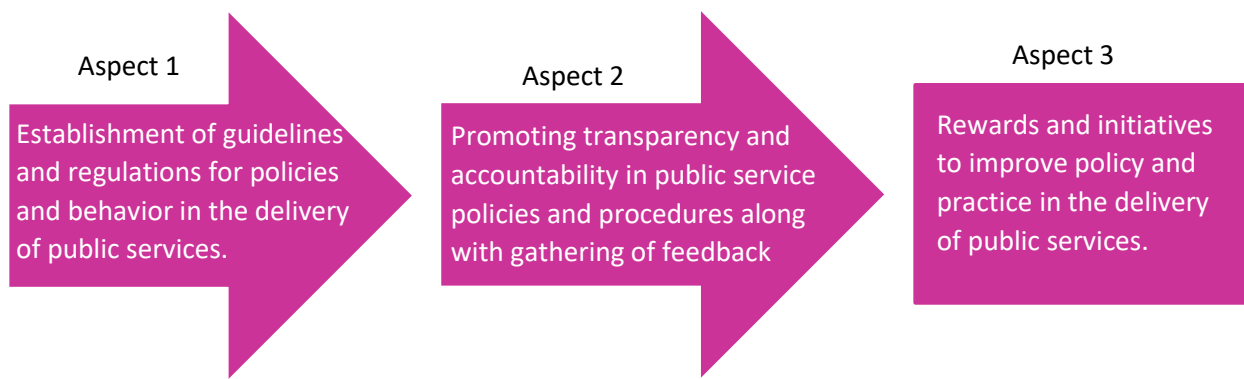 Aspect 1
Establishment of guidelines
and regulations for policies
and behavior in the delivery
of public services.
Aspect 2
Promoting transparency and
accountability in public service
policies and procedures along
with gathering of feedback
Aspect 3
Rewards and initiatives
to improve policy and
practice in the delivery
of public services.